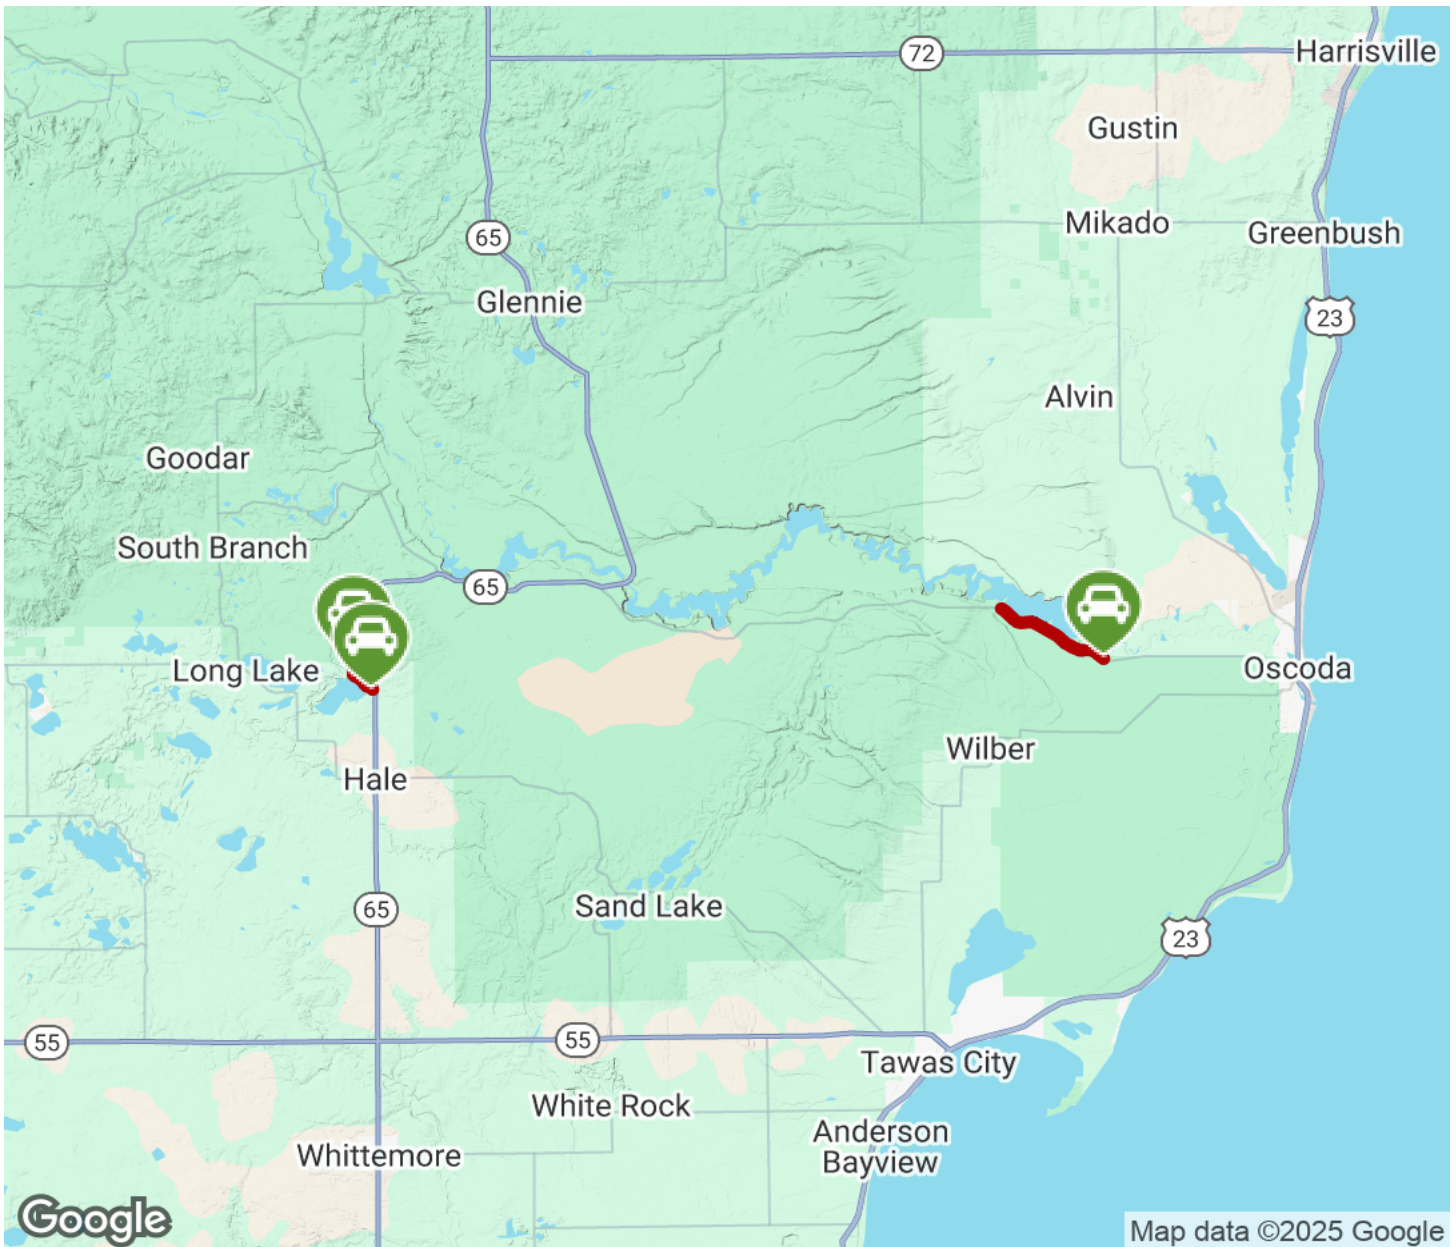 72
Harrisville
Gustin
Mikado
Greenbush
65
Glennie
23
Alvin
Goodar
South Branch
65
Long Lake
Oscoda
Wilber
Hale
65
Sand Lake
23
55
55
Tawas City
White Rock
Anderson
Bayview
Whittemore
Google
Map data ©2025 Google